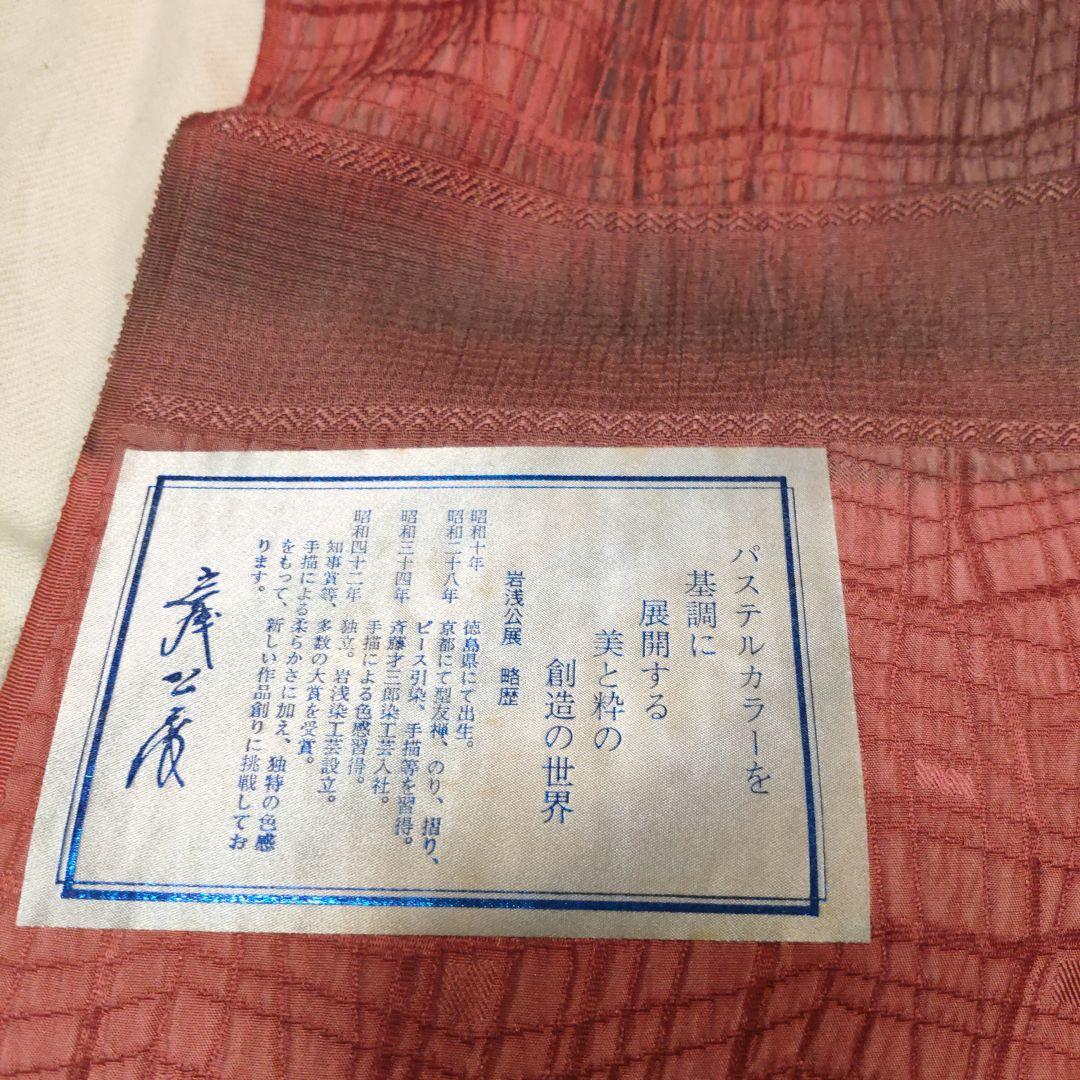 パステルカラーを
基調に
展開する
美と粋の
創造の世界
岩浅公展 略歴
昭和十年 徳島県にて出生。
昭和二十八年 京都にて型友禅、のり、摺り、
ピース引染、手描等を習得。
昭和三十四年 斉藤才三郎染工芸入社。
手描による色感習得。
昭和四十二年 独立。岩浅染工芸設立。
知事賞等、多数の大賞を受賞。
手描による柔らかさに加え、独特の色感
をもって、新しい作品創りに挑戦してお
ります。
公展